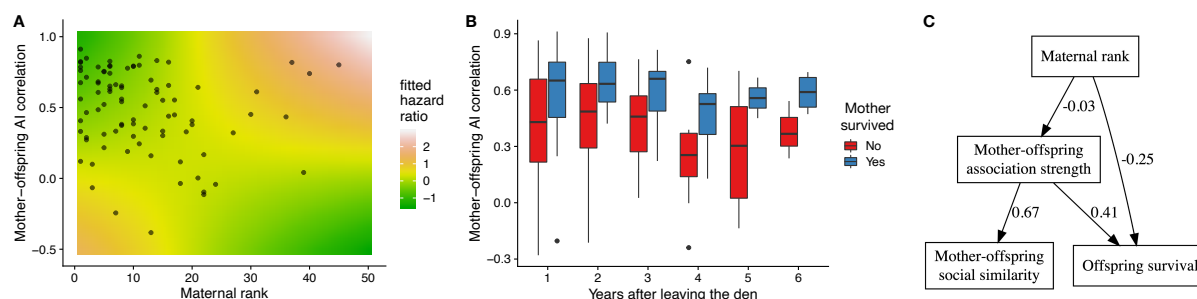 A
Mother−offspring AI correlation
1.0
0.5
0.0
−0.5
0
10
20
30
40
50
Maternal rank
fitted
hazard
ratio
2
1
0
−1
B
Mother−offspring AI correlation
0.9
0.6
0.3
0.0
−0.3
1
2
3
4
5
6
Years after leaving the den
Mother
survived
No
Yes
C
Maternal rank
-0.03
Mother-offspring
association strength
-0.25
0.67
0.41
Mother-offspring
social similarity
Offspring survival